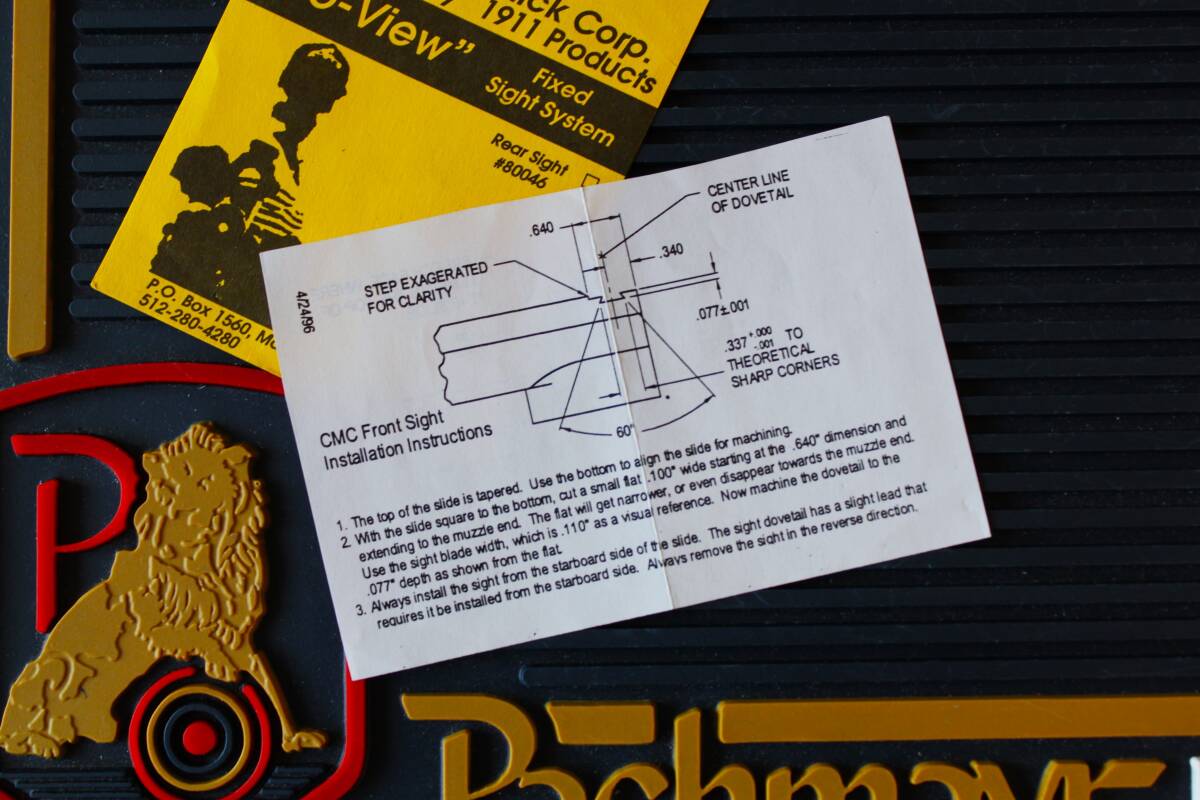 ick Corp.
1911 Products
o-View”
Fixed
Sight System
Rear Sight
#80046
P.O. Box 1560, M
512-280-4280
4/24/96
STEP EXAGERATED
FOR CLARITY
CENTER LINE
OF DOVETAIL
.640
.340
.077±.001
.337 +.000 -.001 TO
THEORETICAL
SHARP CORNERS
60°
CMC Front Sight
Installation Instructions
1. The top of the slide is tapered. Use the bottom to align the slide for machining.
2. With the slide square to the bottom, cut a small flat .100" wide starting at the .640" dimension and
extending to the muzzle end. The flat will get narrower, or even disappear towards the muzzle end.
Use the sight blade width, which is .110" as a visual reference. Now machine the dovetail to the
.077" depth as shown from the flat.
3. Always install the sight from the starboard side of the slide. The sight dovetail has a slight lead that
requires it be installed from the starboard side. Always remove the sight in the reverse direction.
P
Pachmayr